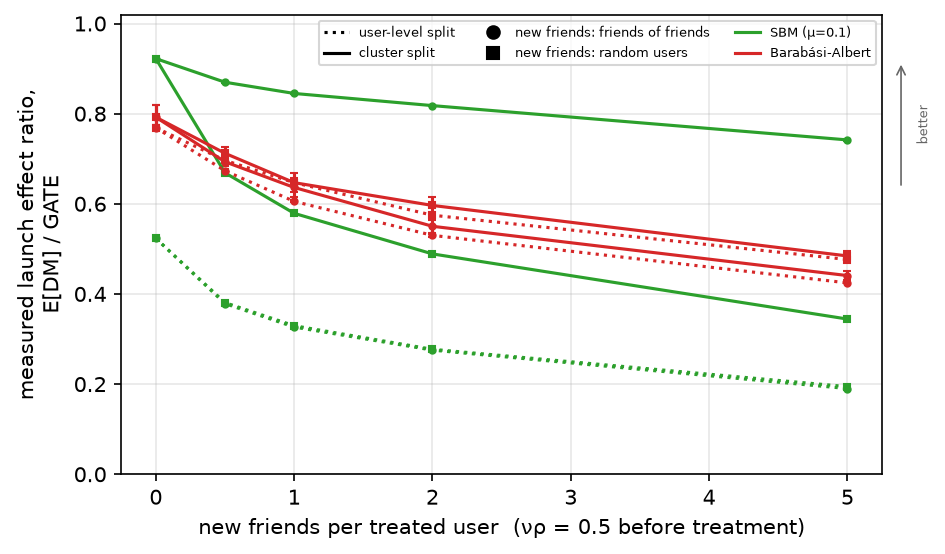 user-level split
cluster split
new friends: friends of friends
new friends: random users
SBM (μ=0.1)
Barabási-Albert
measured launch effect ratio,
E[DM] / GATE
1.0
0.8
0.6
0.4
0.2
0.0
0
1
2
3
4
5
new friends per treated user  (νρ = 0.5 before treatment)
better